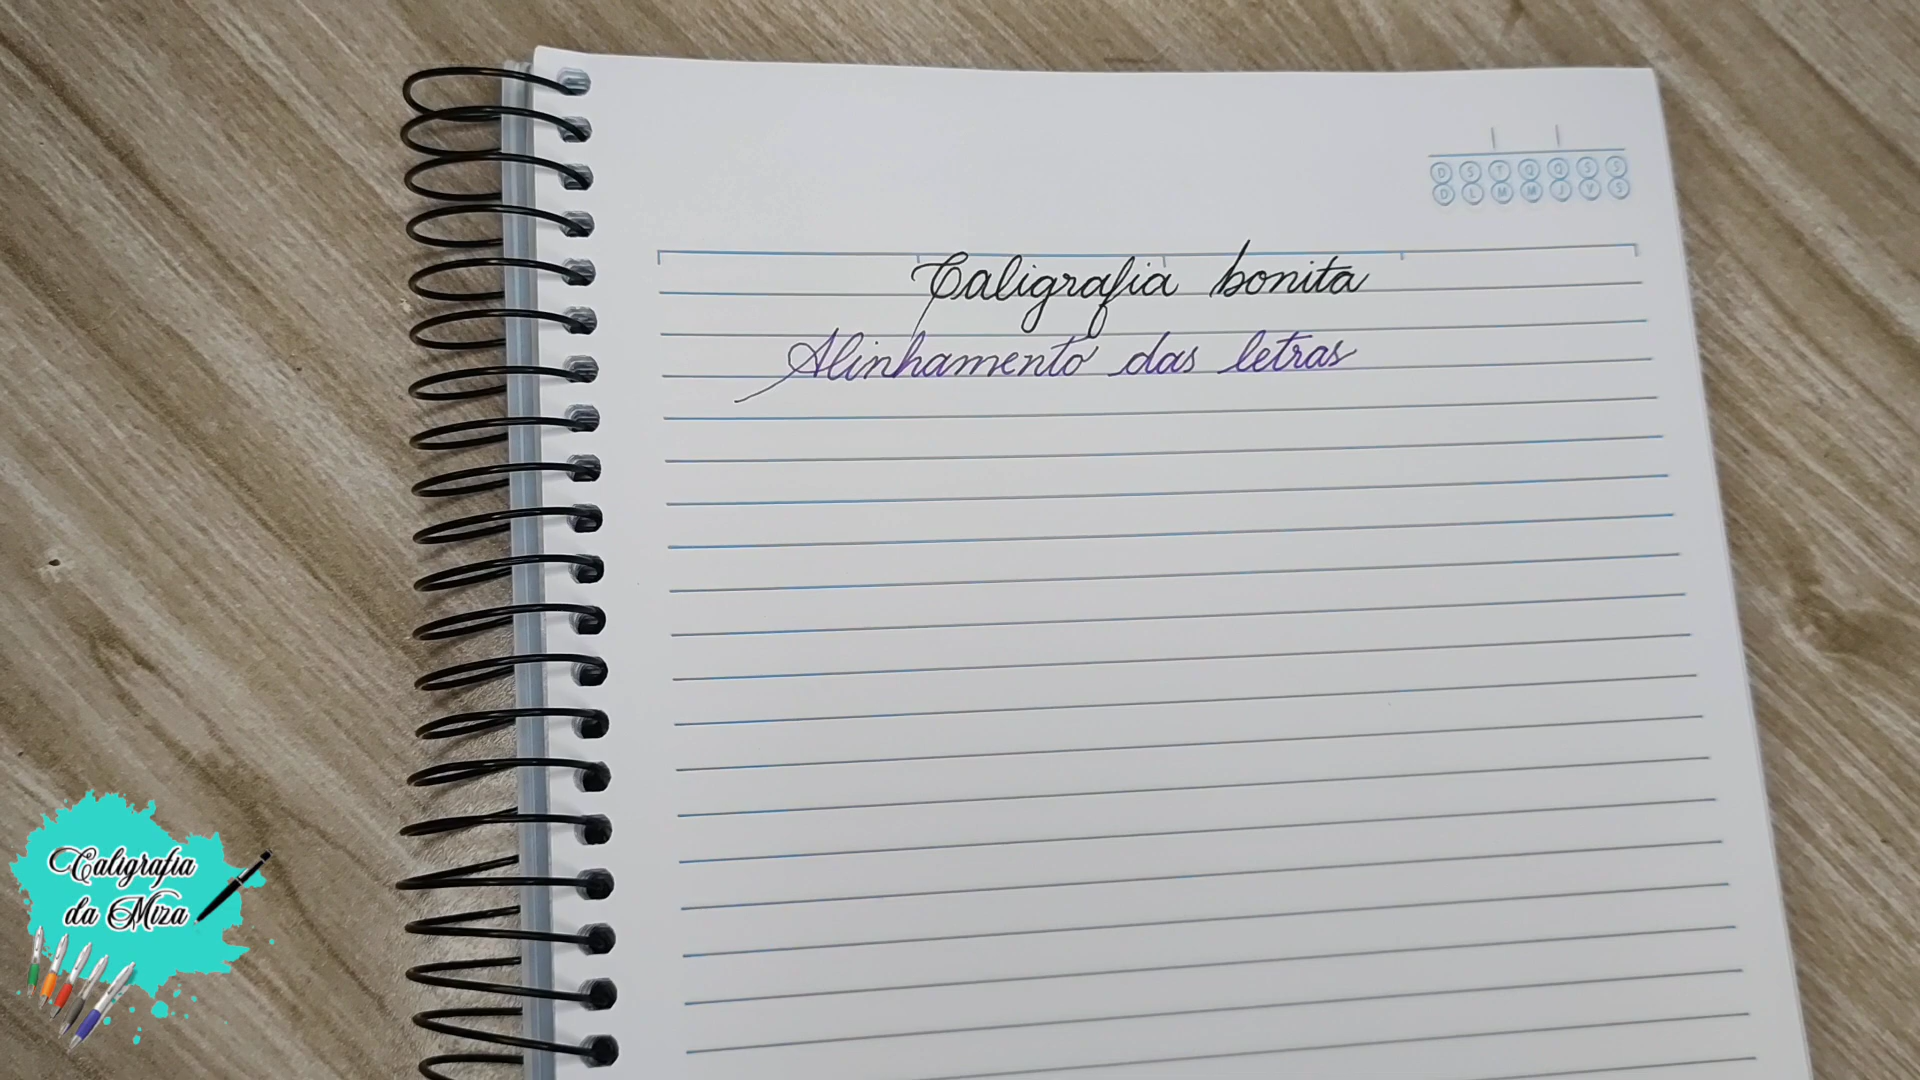 D S T Q Q S S
D L M M J V S
Caligrafia bonita
Alinhamento das letras
Caligrafia
da Miza